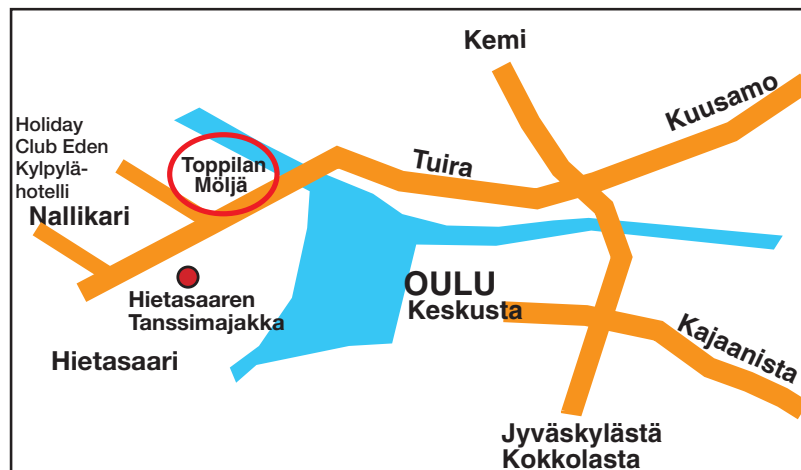 Kemi
Kuusamo
Holiday
Club Eden
Kylpylä-
hotelli
Toppilan
Möljä
Tuira
Nallikari
OULU
Keskusta
Hietasaaren
Tanssimajakka
Kajaanista
Hietasaari
Jyväskylästä
Kokkolasta